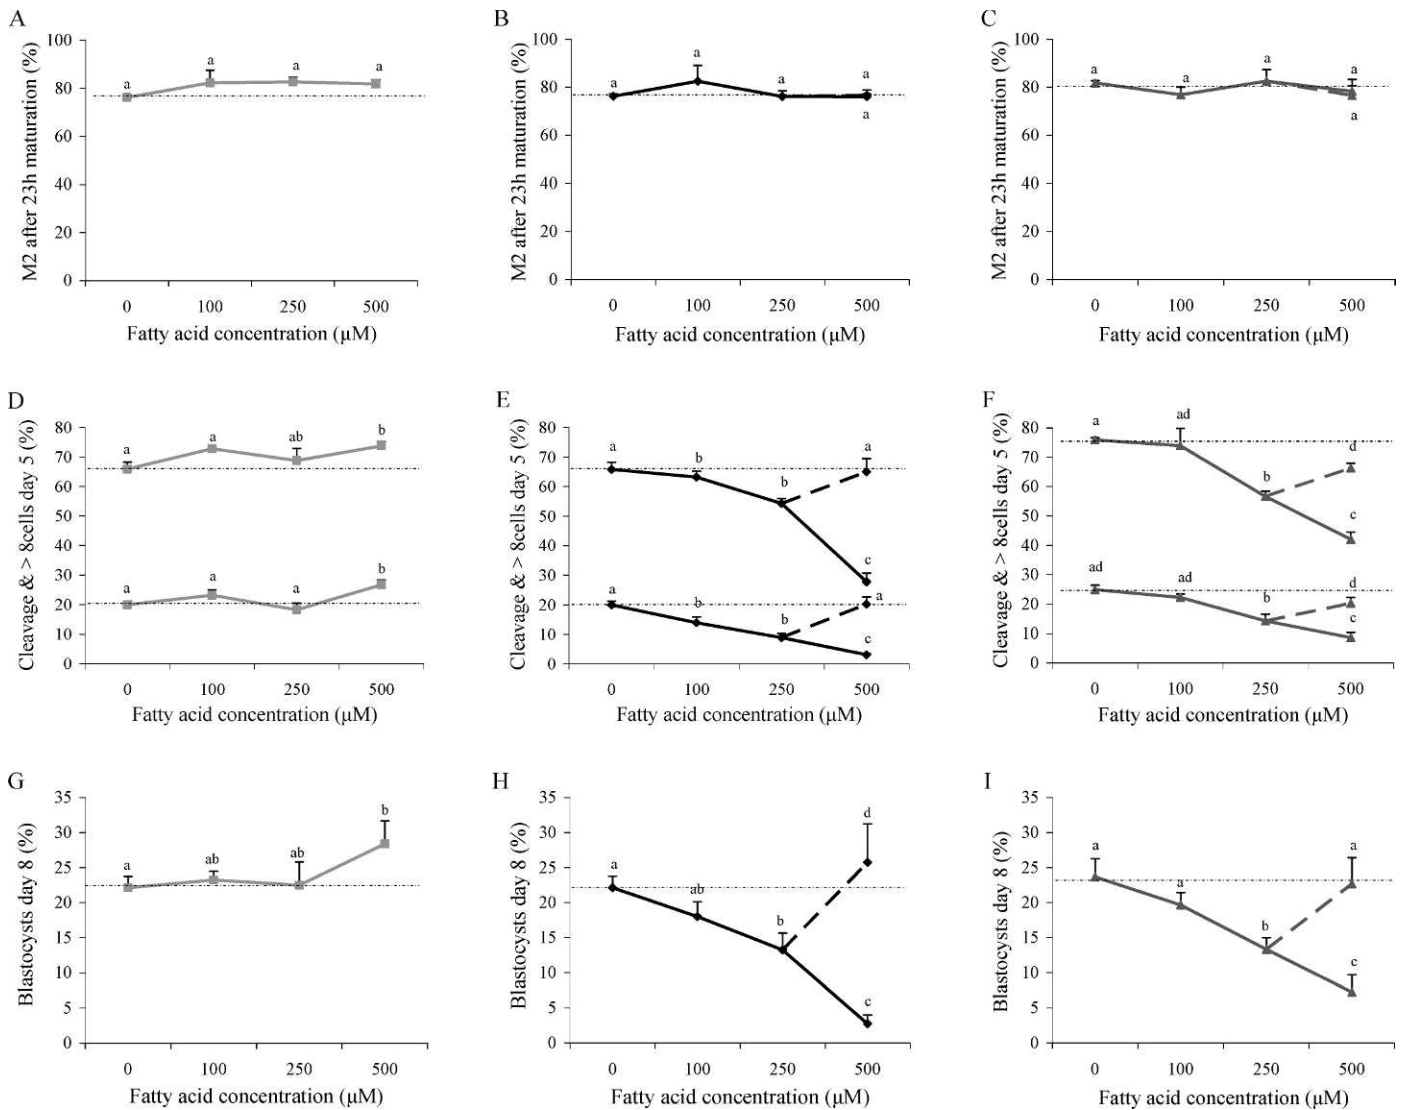 A
M2 after 23h maturation (%)
100
80
60
40
20
0
a
a
a
a
0 100 250 500
Fatty acid concentration (μM)
B
M2 after 23h maturation (%)
100
80
60
40
20
0
a
a
a
a
a
0 100 250 500
Fatty acid concentration (μM)
C
M2 after 23h maturation (%)
100
80
60
40
20
0
a
a
a
a
a
0 100 250 500
Fatty acid concentration (μM)
D
Cleavage & > 8cells day 5 (%)
80
70
60
50
40
30
20
10
0
a
a
ab
b
a
a
a
b
0 100 250 500
Fatty acid concentration (μM)
E
Cleavage & > 8cells day 5 (%)
80
70
60
50
40
30
20
10
0
a
b
b
a
c
a
b
b
a
c
0 100 250 500
Fatty acid concentration (μM)
F
Cleavage & > 8cells day 5 (%)
80
70
60
50
40
30
20
10
0
a
ad
b
d
c
ad
ad
b
d
c
0 100 250 500
Fatty acid concentration (μM)
G
Blastocysts day 8 (%)
35
30
25
20
15
10
5
0
a
ab
ab
b
0 100 250 500
Fatty acid concentration (μM)
H
Blastocysts day 8 (%)
35
30
25
20
15
10
5
0
a
ab
b
d
c
0 100 250 500
Fatty acid concentration (μM)
I
Blastocysts day 8 (%)
35
30
25
20
15
10
5
0
a
a
b
a
c
0 100 250 500
Fatty acid concentration (μM)